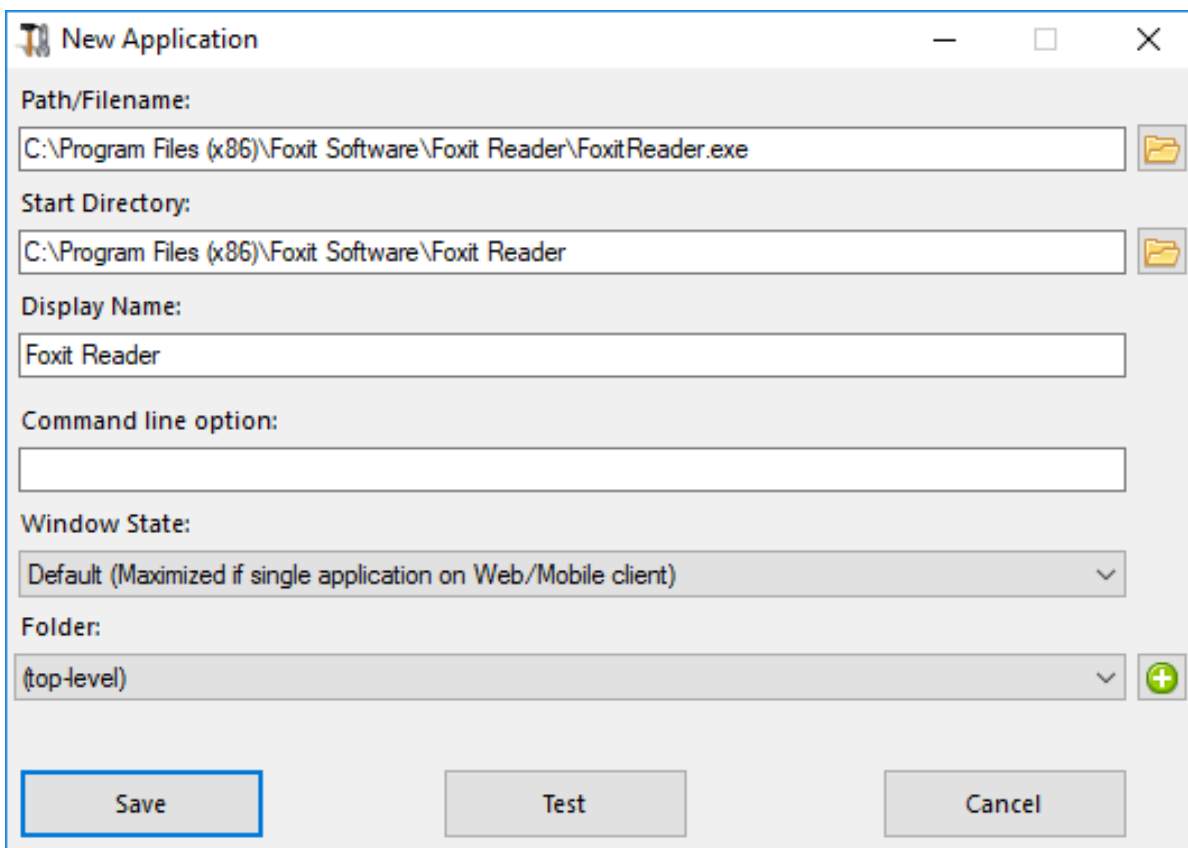 New Application
Path/Filename:
C:\Program Files (x86)\Foxit Software\Foxit Reader\FoxitReader.exe
Start Directory:
C:\Program Files (x86)\Foxit Software\Foxit Reader
Display Name:
Foxit Reader
Command line option:
Window State:
Default (Maximized if single application on Web/Mobile client)
Folder:
(top-level)
Save Test Cancel